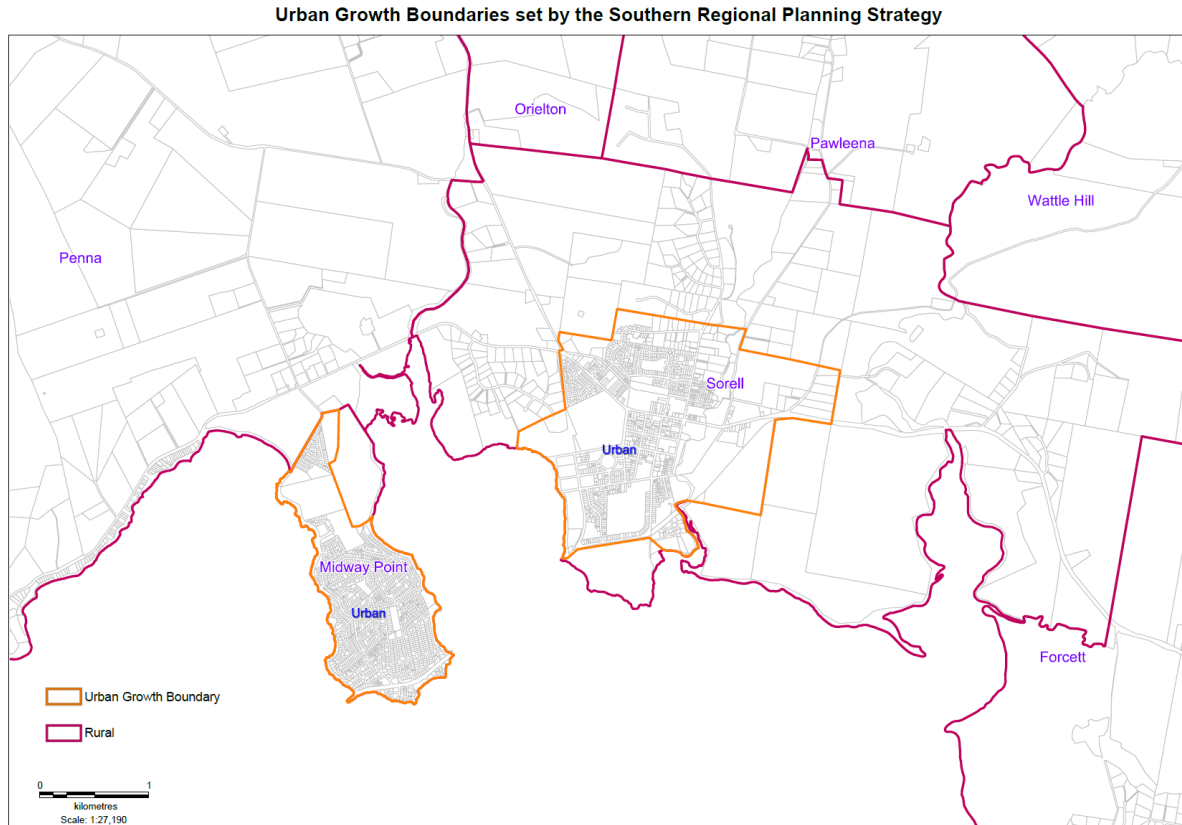 Urban Growth Boundaries set by the Southern Regional Planning Strategy
Orielton
Pawleena
Wattle Hill
Penna
Sorell
Urban
Midway Point
Urban
Forcett
Urban Growth Boundary
Rural
0 1
kilometres
Scale: 1:27,190